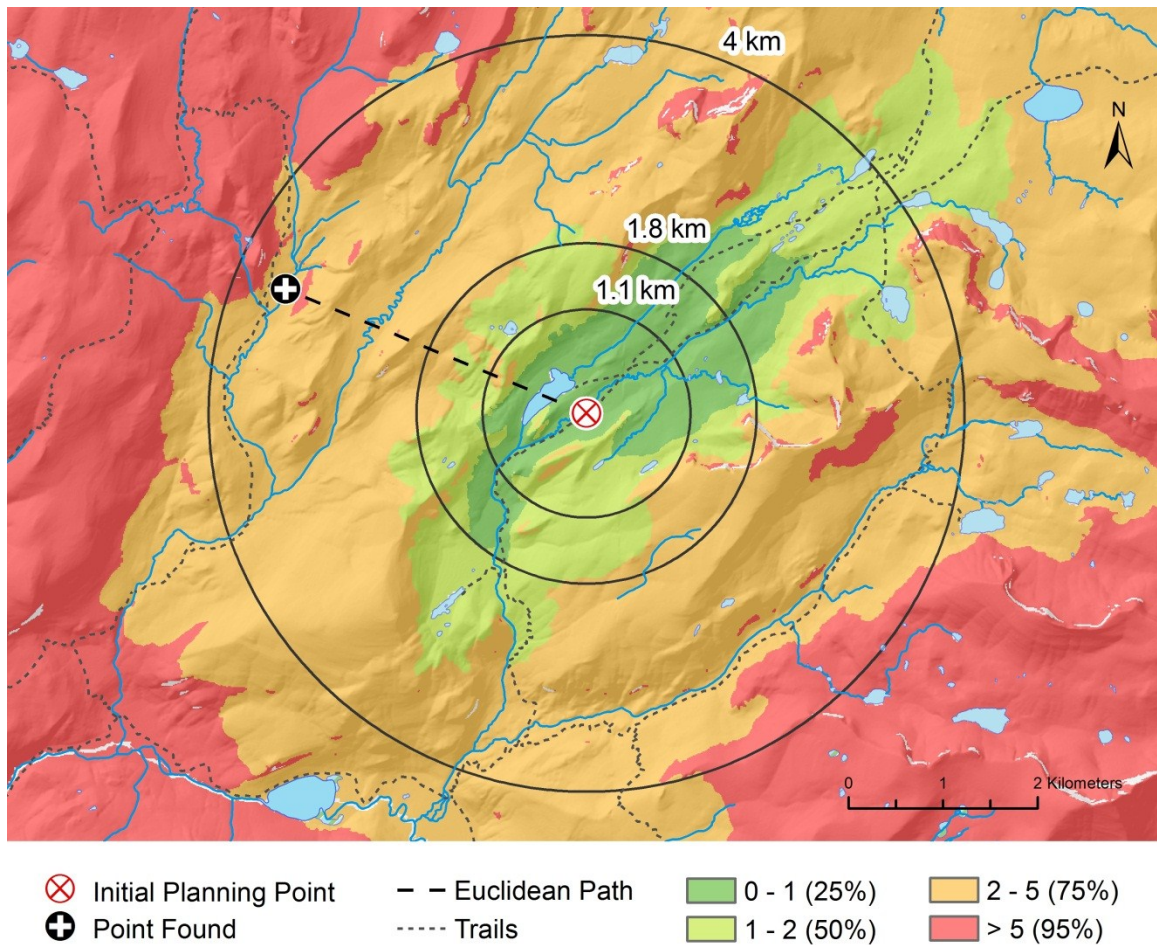 4 km
N
1.8 km
1.1 km
0 1 2 Kilometers
Initial Planning Point
Euclidean Path
0 - 1 (25%)
2 - 5 (75%)
Point Found
Trails
1 - 2 (50%)
> 5 (95%)